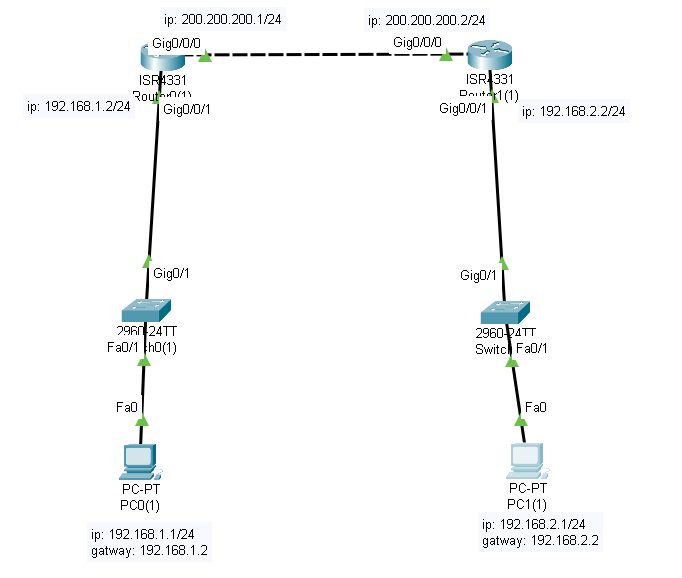 ip: 200.200.200.1/24
ip: 200.200.200.2/24
Gig0/0/0
Gig0/0/0
ISR4331
Router0(1)
ISR4331
Router1(1)
ip: 192.168.1.2/24
Gig0/0/1
Gig0/0/1
ip: 192.168.2.2/24
Gig0/1
Gig0/1
2960-24TT
Fa0/1
h0(1)
2960-24TT
Switch
Fa0/1
Fa0
Fa0
PC-PT
PC0(1)
PC-PT
PC1(1)
ip: 192.168.1.1/24
gatway: 192.168.1.2
ip: 192.168.2.1/24
gatway: 192.168.2.2